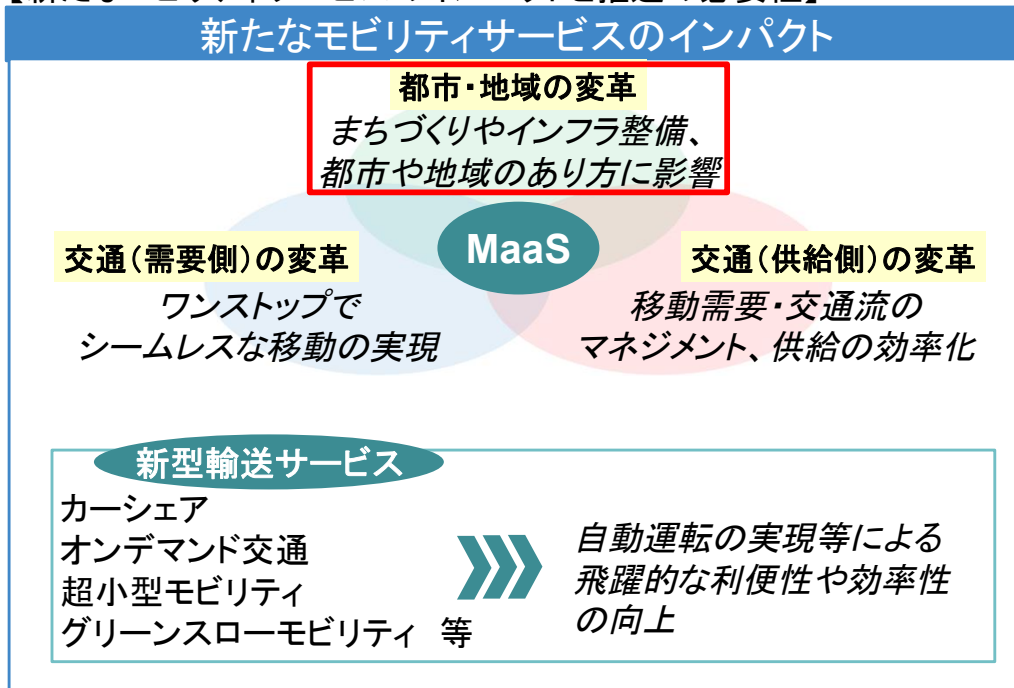 新たなモビリティサービスのインパクト
都市・地域の変革
まちづくりやインフラ整備、
都市や地域のあり方に影響
MaaS
交通(需要側)の変革
ワンストップで
シームレスな移動の実現
交通(供給側)の変革
移動需要・交通流の
マネジメント、供給の効率化
新型輸送サービス
カーシェア
オンデマンド交通
超小型モビリティ
グリーンスローモビリティ 等
自動運転の実現等による
飛躍的な利便性や効率性
の向上